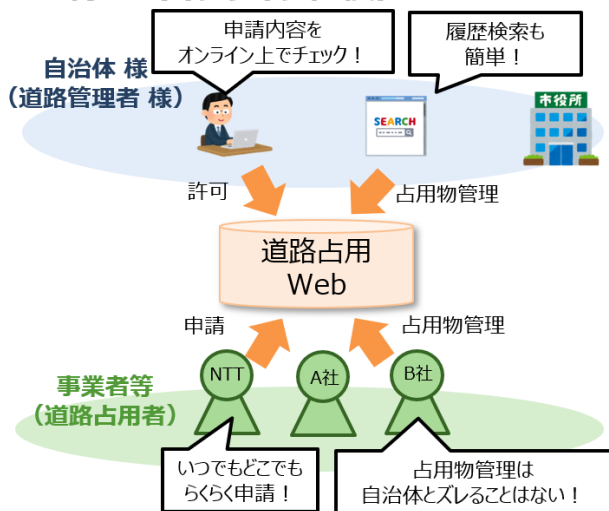 申請内容を
オンライン上でチェック！
履歴検索も
簡単！
自治体 様
（道路管理者 様）
SEARCH
市役所
許可
占用物管理
道路占用
Web
申請
占用物管理
NTT
A社
B社
事業者等
（道路占用者）
いつでもどこでも
らくらく申請！
占用物管理は
自治体とズレることはない！